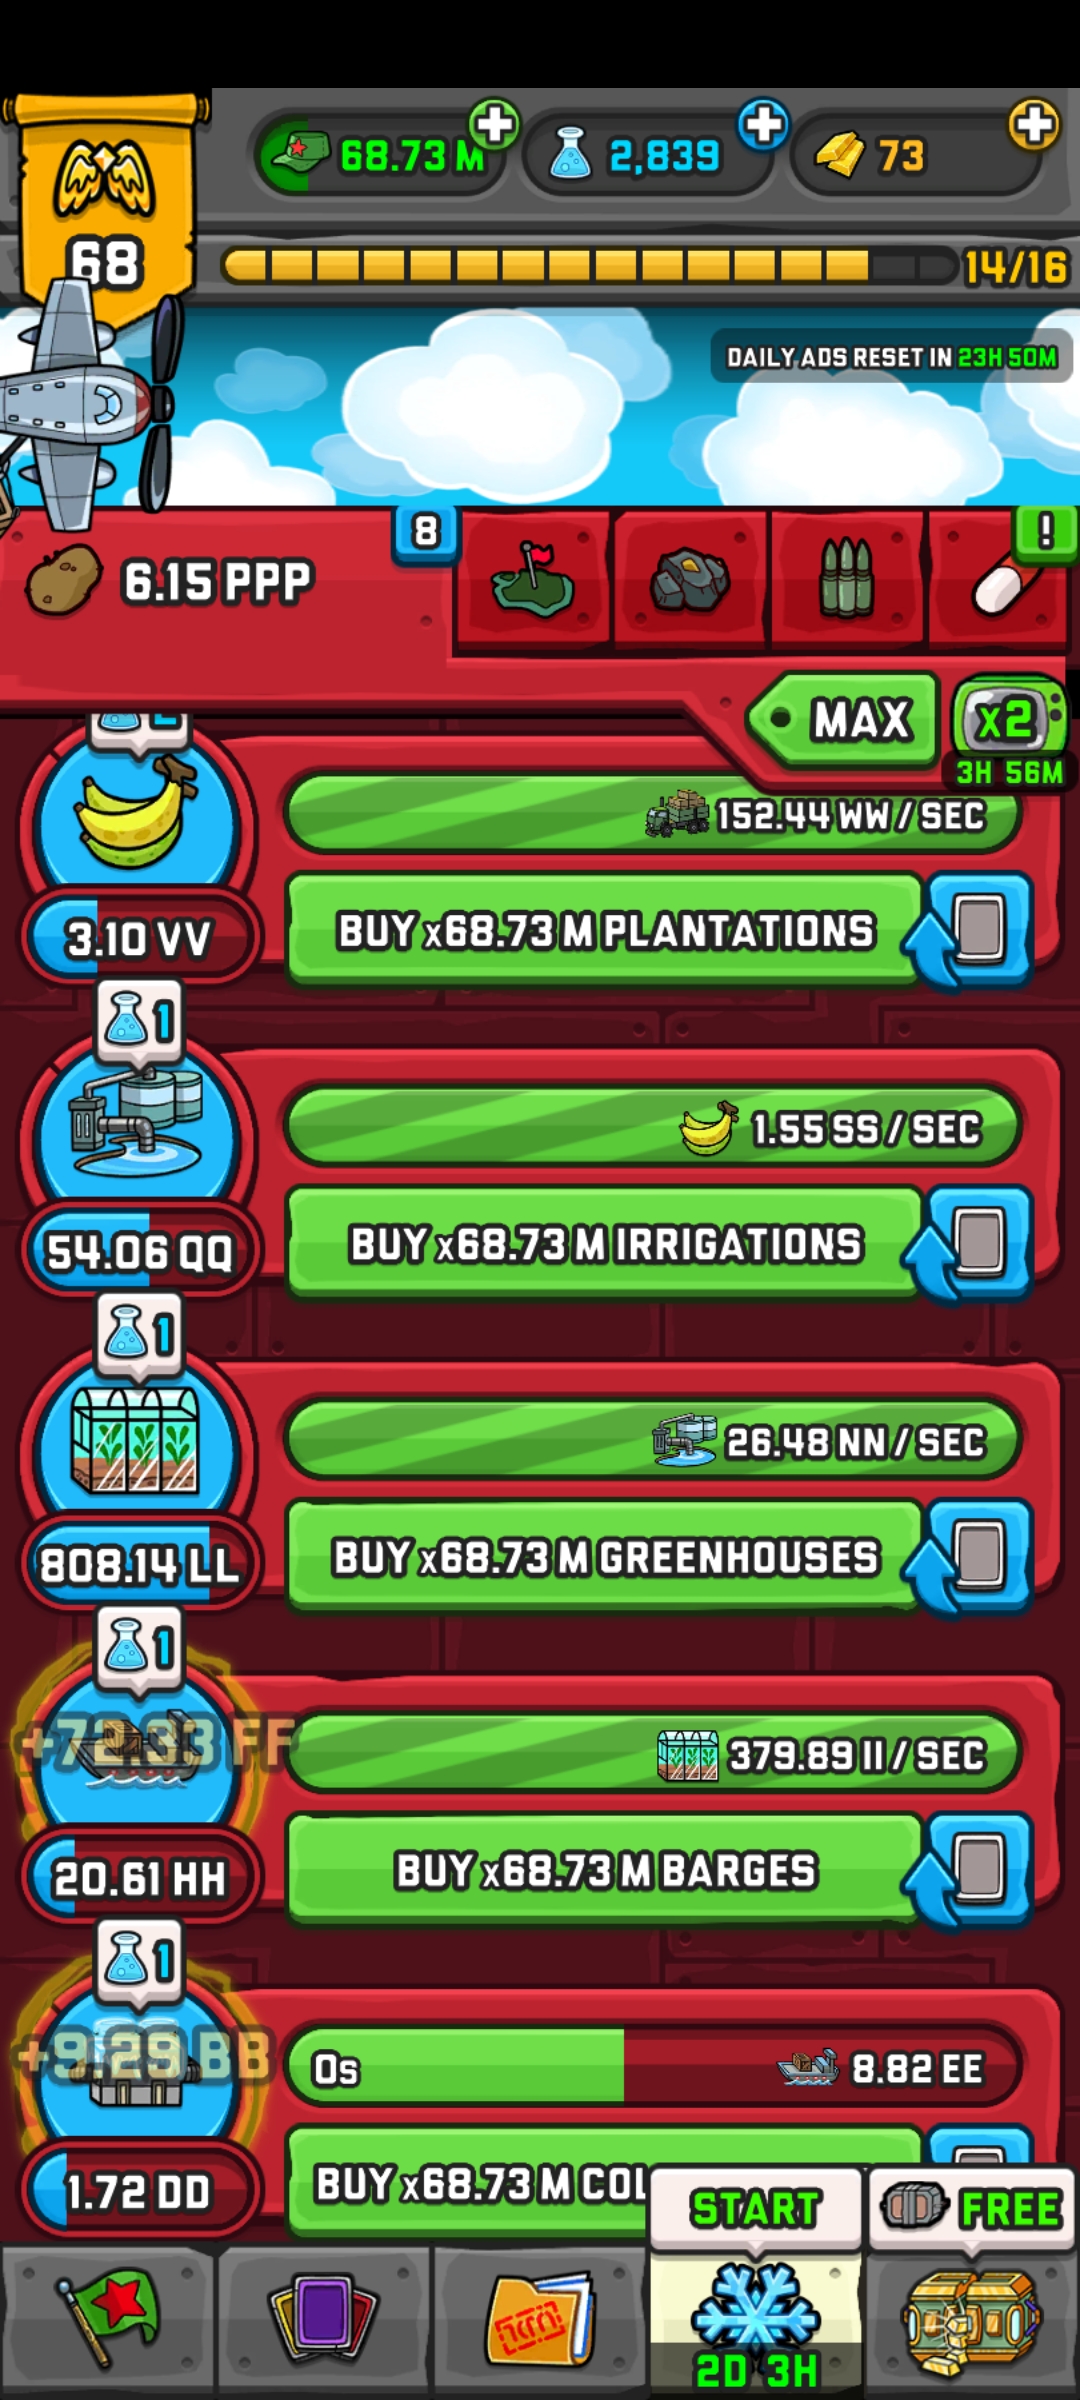 68.73 M
2,839
73
68
14/16
DAILY ADS RESET IN 23H 50M
6.15 PPP
8
!
MAX
x2
3H 56M
152.44 WW / SEC
BUY x68.73 M PLANTATIONS
3.10 VV
1
1.55 SS / SEC
BUY x68.73 M IRRIGATIONS
54.06 QQ
1
26.48 NN / SEC
BUY x68.73 M GREENHOUSES
808.14 LL
1
+72.33 FF
379.89 II / SEC
BUY x68.73 M BARGES
20.61 HH
1
+9.29 BB
0s
8.82 EE
BUY x68.73 M COL
1.72 DD
START
FREE
2D 3H